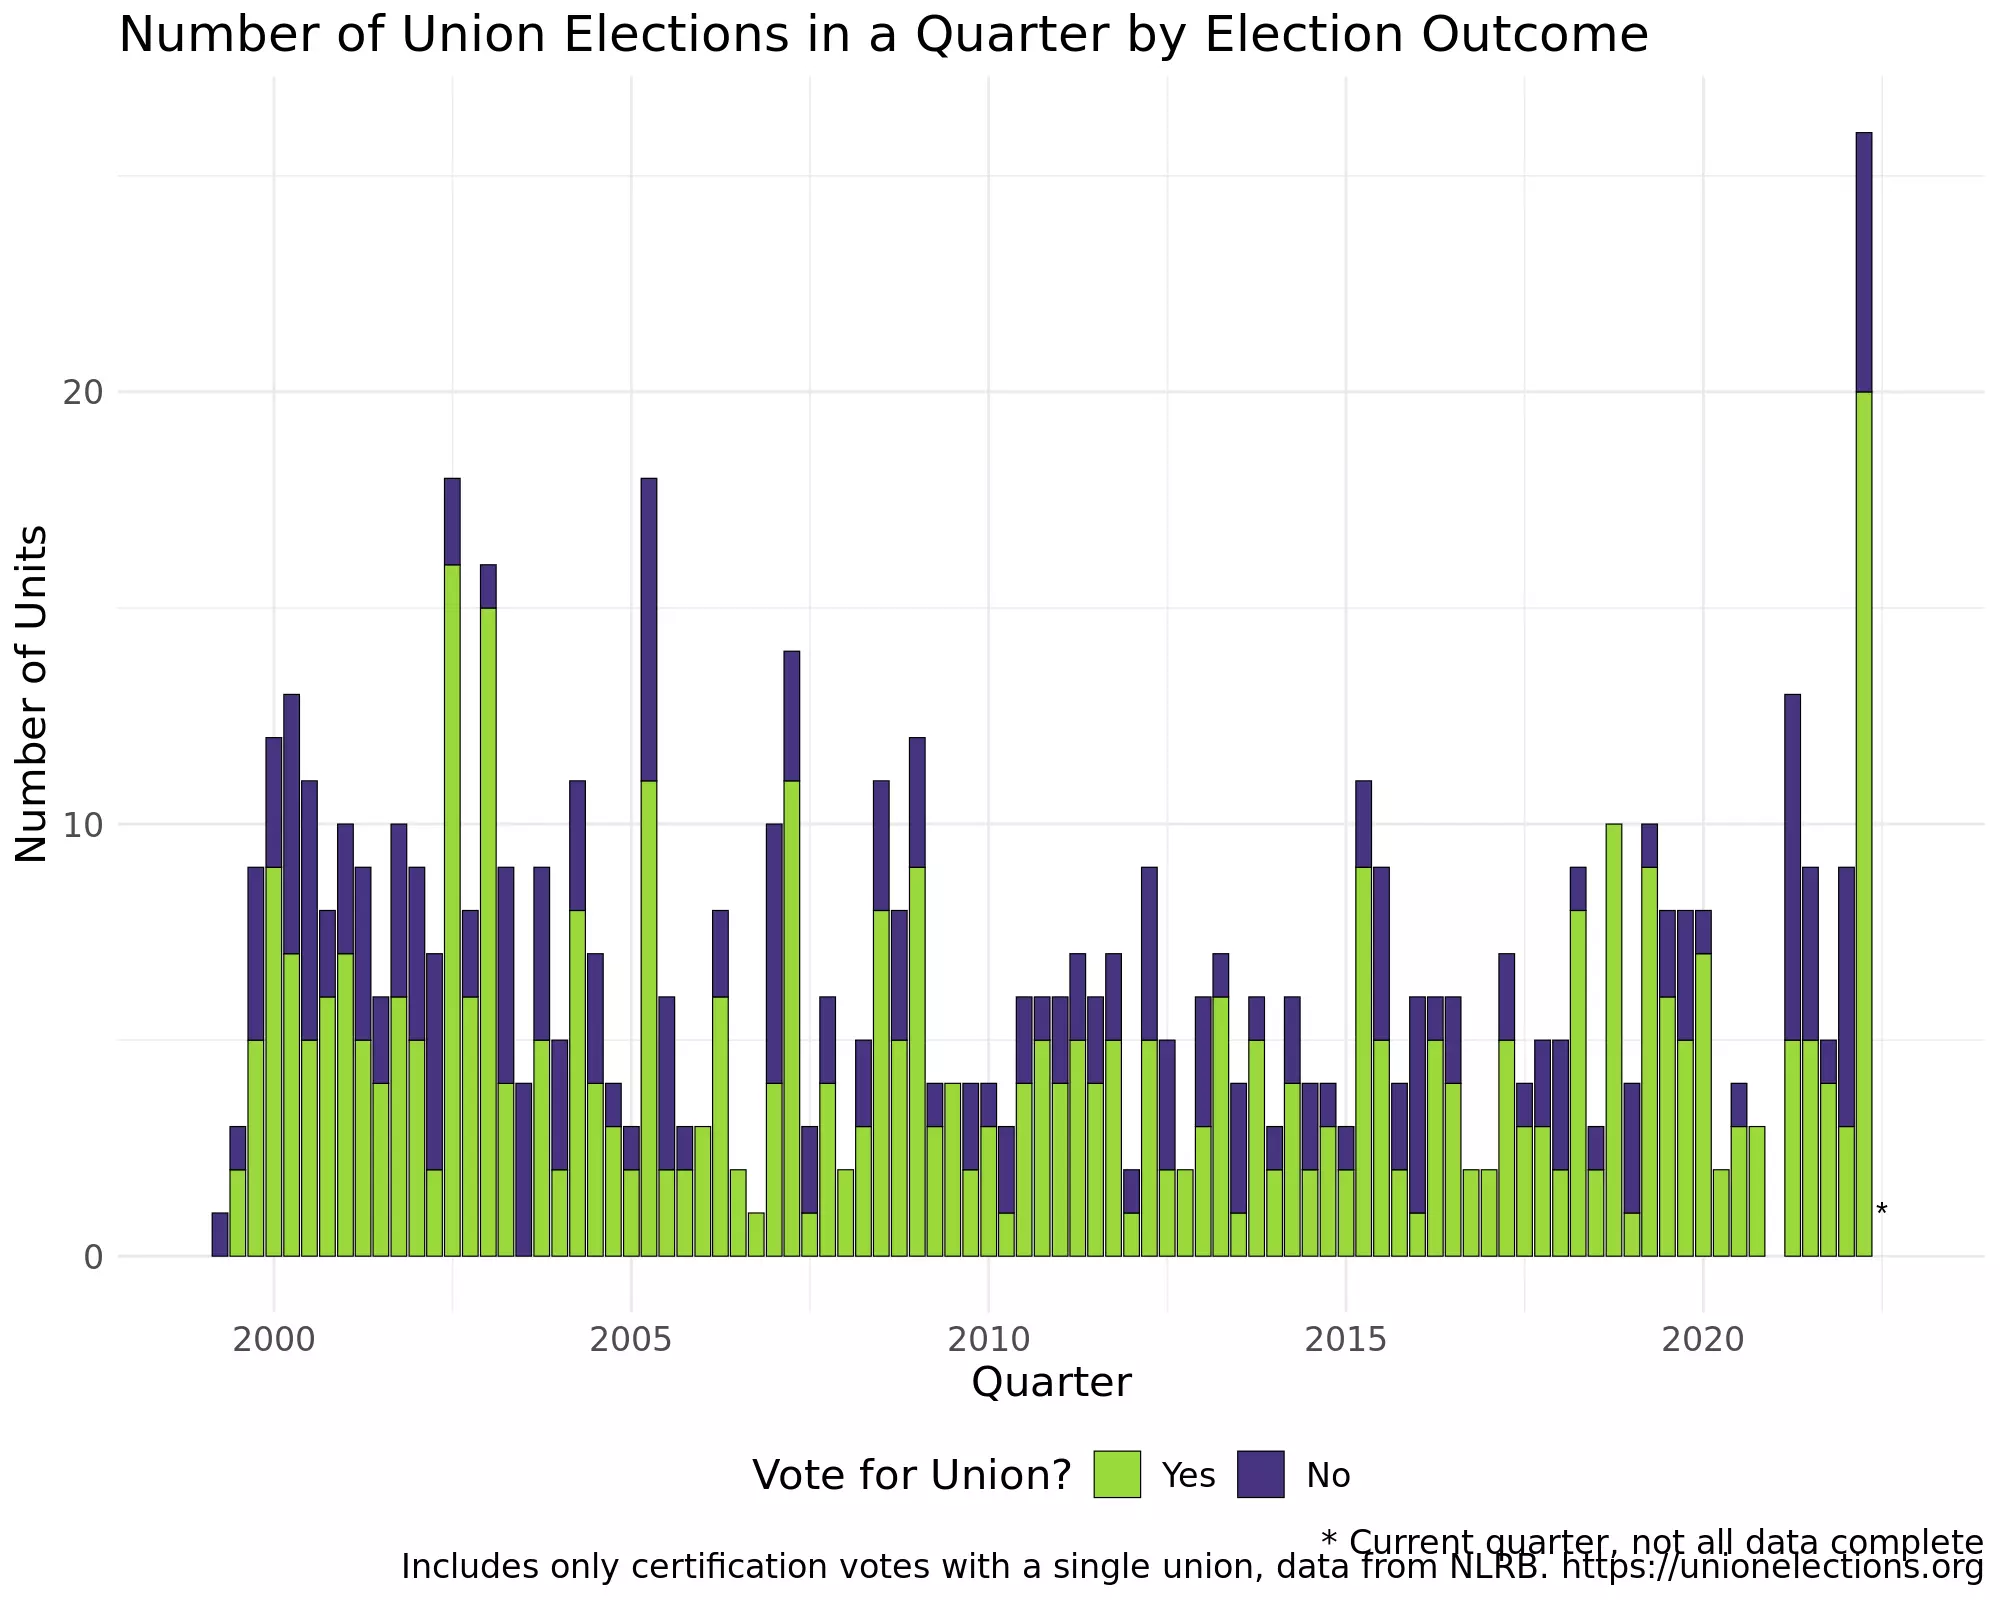 Number of Union Elections in a Quarter by Election Outcome
Number of Units
20
10
0
*
2000 2005 2010 2015 2020
Quarter
Vote for Union? Yes No
* Current quarter, not all data complete
Includes only certification votes with a single union, data from NLRB. https://unionelections.org